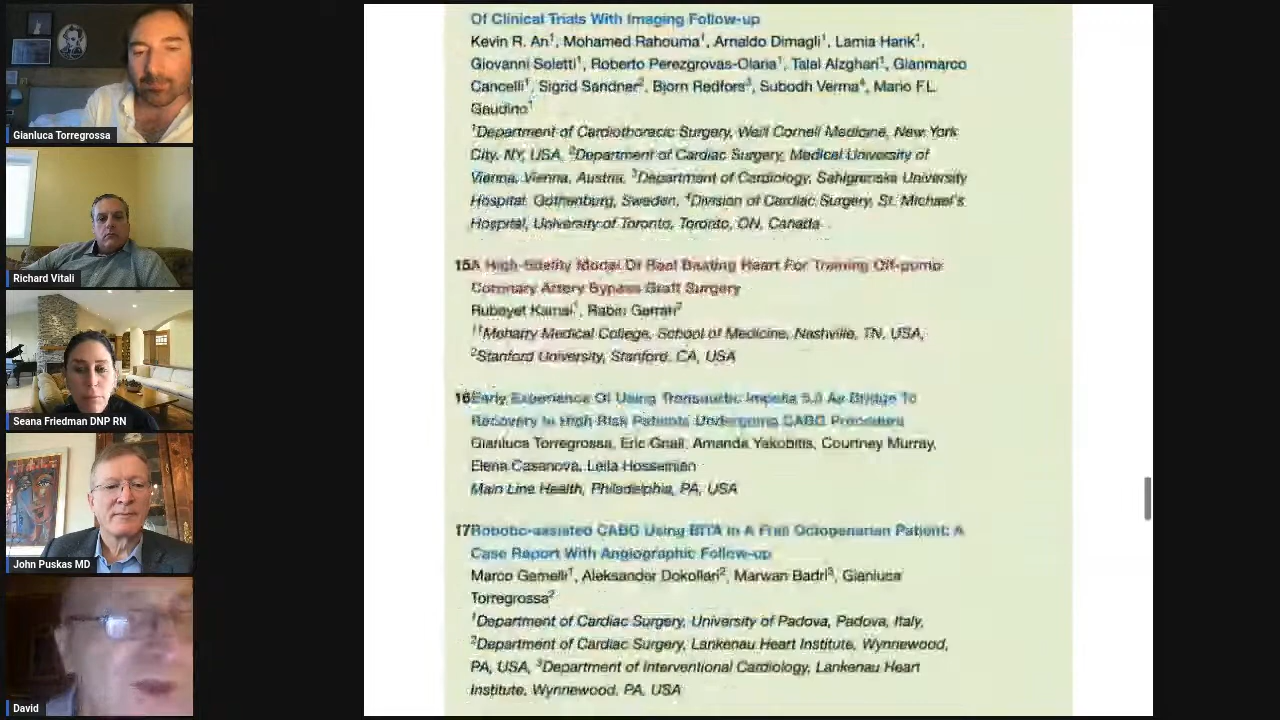 Gianluca Torregrossa
Richard Vitali
Seana Friedman DNP RN
John Puskas MD
David
Of Clinical Trials With Imaging Follow-up
Kevin R. An¹, Mohamed Rahouma¹, Arnaldo Dimagli¹, Lamia Harik¹,
Giovanni Soletti¹, Roberto Perezgrovas-Olaria¹, Talal Alzghari¹, Gianmarco
Cancelli¹, Sigrid Sandner², Bjorn Redfors³, Subodh Verma⁴, Mario F.L.
Gaudino¹
¹Department of Cardiothoracic Surgery, Weill Cornell Medicine, New York
City, NY, USA, ²Department of Cardiac Surgery, Medical University of
Vienna, Vienna, Austria, ³Department of Cardiology, Sahlgrenska University
Hospital, Gothenburg, Sweden, ⁴Division of Cardiac Surgery, St. Michael's
Hospital, University of Toronto, Toronto, ON, Canada
15 A High-fidelity Model Of Real Beating Heart For Training Off-pump
Coronary Artery Bypass Graft Surgery
Kamal¹, Rabin Gerrah²
¹Meharry Medical College, School of Medicine, Nashville, TN, USA,
²Stanford University, Stanford, CA, USA
16 Early Experience Of Using Transaortic Impella 5.5 As Bridge To
Recovery In High Risk Patients Undergoing CABG Procedure
Gianluca Torregrossa, Eric Gnall, Amanda Yakobitis, Courtney Murray,
Elena Casanova, Leila Hosseinian
Main Line Health, Philadelphia, PA, USA
17 Robotic-assisted CABG Using BITA In A Frail Octogenarian Patient: A
Case Report With Angiographic Follow-up
Marco Gemelli¹, Aleksander Dokollari², Marwan Badri³, Gianluca
Torregrossa²
¹Department of Cardiac Surgery, University of Padova, Padova, Italy,
²Department of Cardiac Surgery, Lankenau Heart Institute, Wynnewood,
PA, USA, ³Department of Interventional Cardiology, Lankenau Heart
Institute, Wynnewood, PA, USA